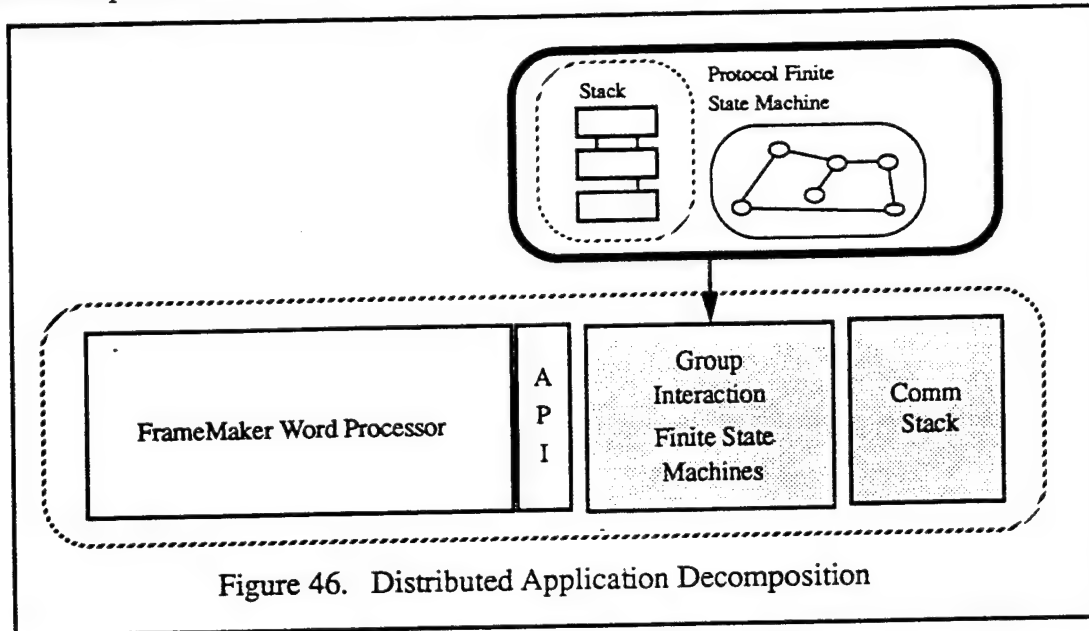 Stack
Protocol Finite
State Machine
FrameMaker Word Processor
A
P
I
Group
Interaction
Finite State
Machines
Comm
Stack
Figure 46. Distributed Application Decomposition